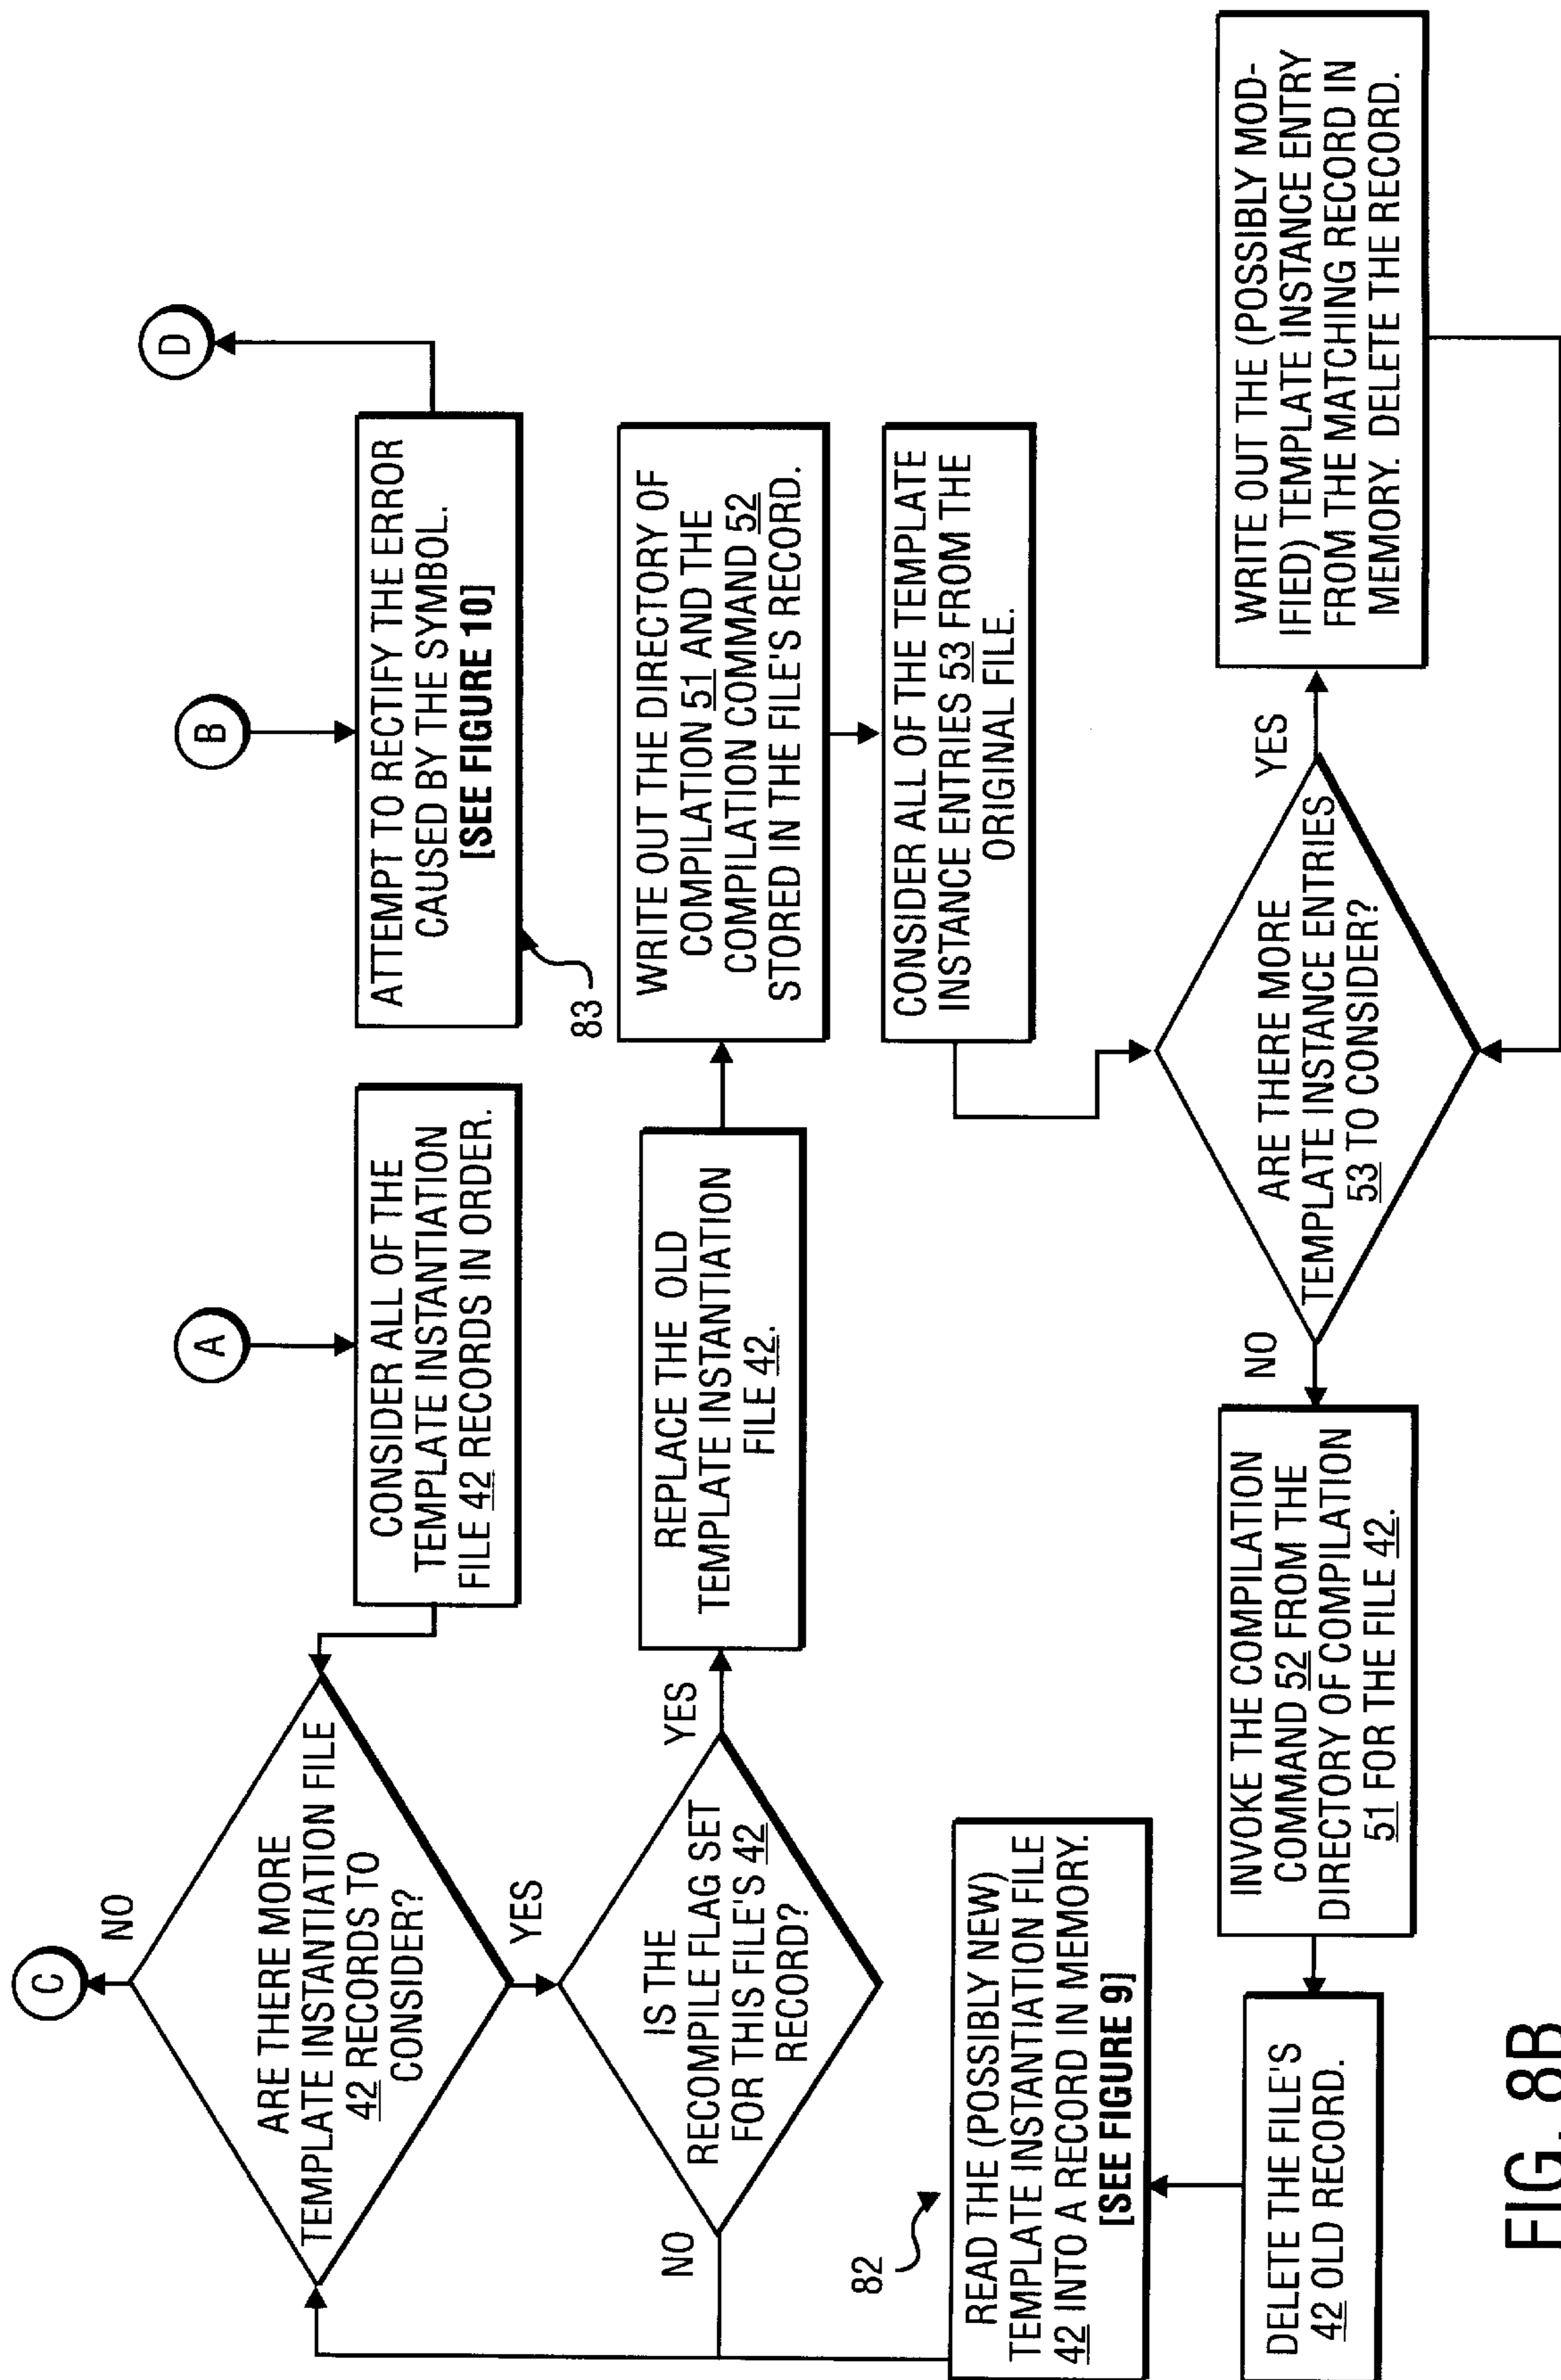 C
NO
ARE THERE MORE
TEMPLATE INSTANTIATION FILE
42 RECORDS TO
CONSIDER?
YES
A
CONSIDER ALL OF THE
TEMPLATE INSTANTIATION
FILE 42 RECORDS IN ORDER.
B
ATTEMPT TO RECTIFY THE ERROR
CAUSED BY THE SYMBOL.
[SEE FIGURE 10]
83
D
IS THE
RECOMPILE FLAG SET
FOR THIS FILE'S 42
RECORD?
NO
YES
REPLACE THE OLD
TEMPLATE INSTANTIATION
FILE 42.
WRITE OUT THE DIRECTORY OF
COMPILATION 51 AND THE
COMPILATION COMMAND 52
STORED IN THE FILE'S RECORD.
82
READ THE (POSSIBLY NEW)
TEMPLATE INSTANTIATION FILE
42 INTO A RECORD IN MEMORY.
[SEE FIGURE 9]
CONSIDER ALL OF THE TEMPLATE
INSTANCE ENTRIES 53 FROM THE
ORIGINAL FILE.
DELETE THE FILE'S
42 OLD RECORD.
INVOKE THE COMPILATION
COMMAND 52 FROM THE
DIRECTORY OF COMPILATION
51 FOR THE FILE 42.
NO
ARE THERE MORE
TEMPLATE INSTANCE ENTRIES
53 TO CONSIDER?
YES
WRITE OUT THE (POSSIBLY MOD-
IFIED) TEMPLATE INSTANCE ENTRY
FROM THE MATCHING RECORD IN
MEMORY. DELETE THE RECORD.
FIG. 8B